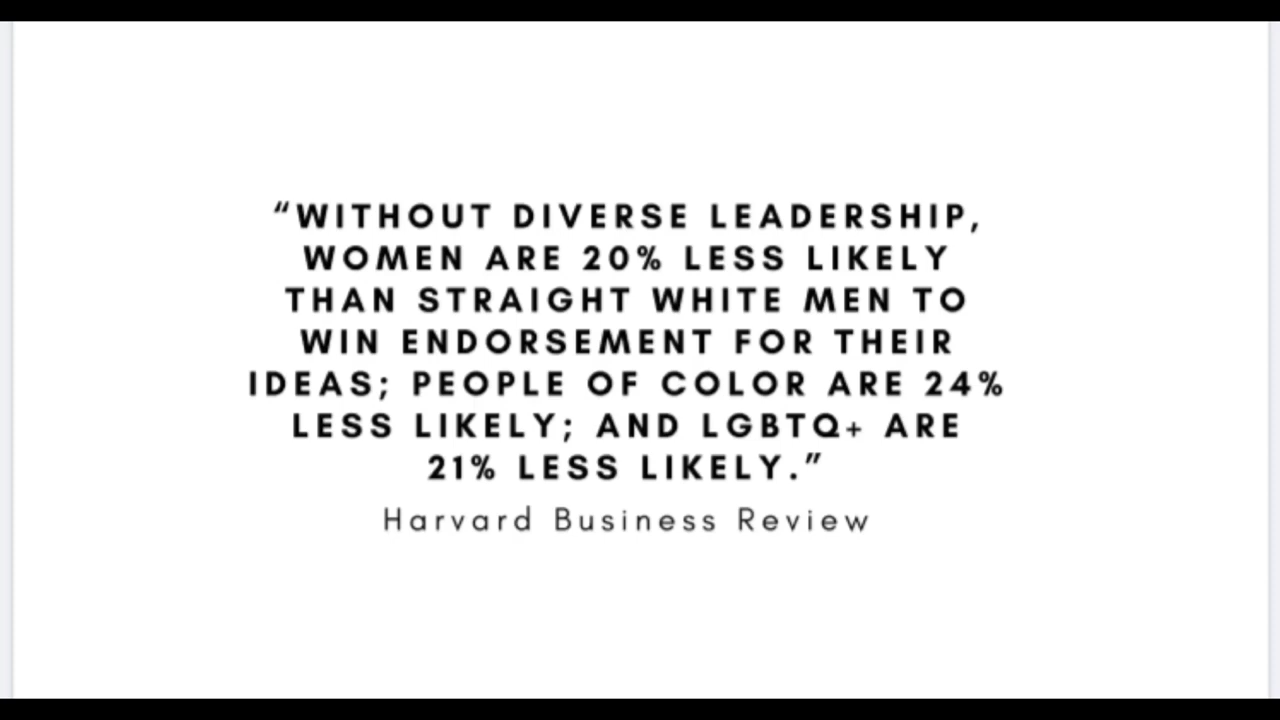 “WITHOUT DIVERSE LEADERSHIP,
WOMEN ARE 20% LESS LIKELY
THAN STRAIGHT WHITE MEN TO
WIN ENDORSEMENT FOR THEIR
IDEAS; PEOPLE OF COLOR ARE 24%
LESS LIKELY; AND LGBTQ+ ARE
21% LESS LIKELY.”
Harvard Business Review